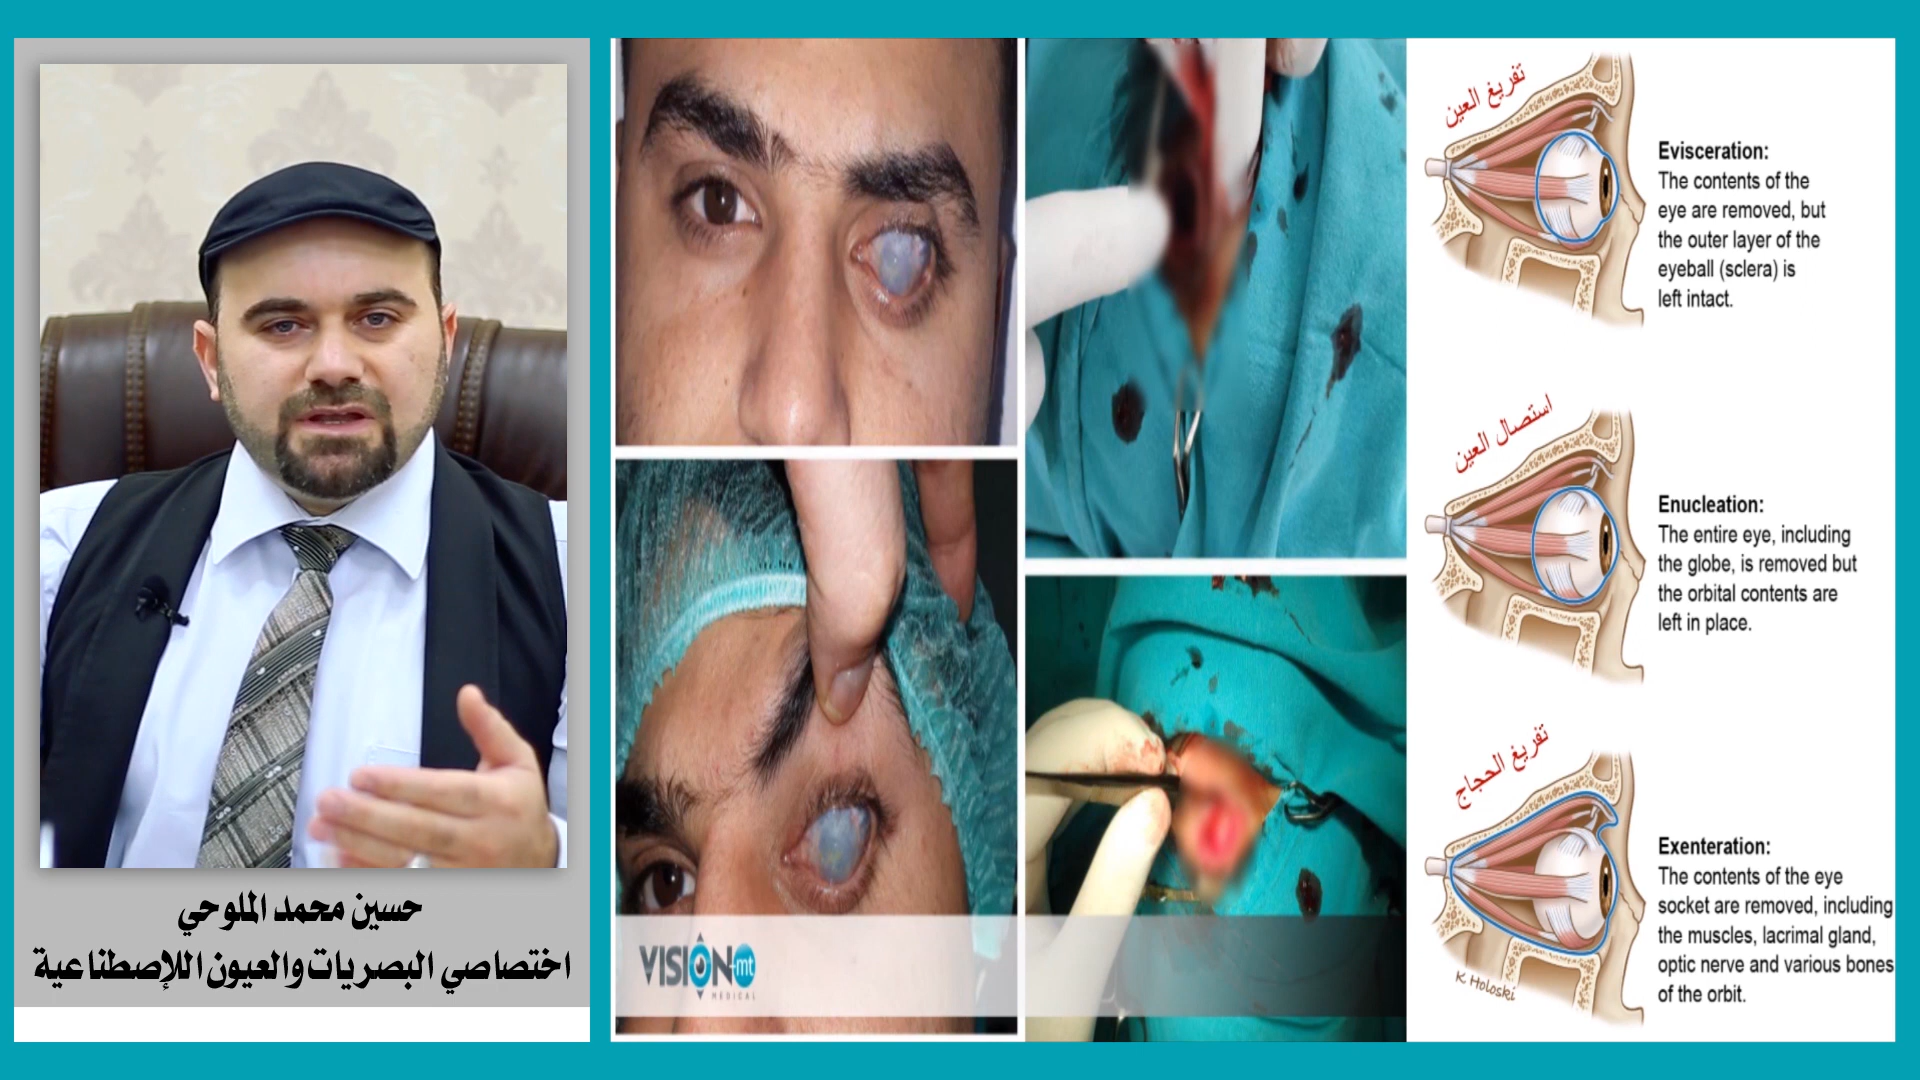 حسين محمد الملوحي
اختصاصي البصريات والعيون اللإصطناعية
VISION-mt
MEDICAL
تفريغ العين
Evisceration:
The contents of the
eye are removed, but
the outer layer of the
eyeball (sclera) is
left intact.
استصال العين
Enucleation:
The entire eye, including
the globe, is removed but
the orbital contents are
left in place.
تفريغ الحجاج
Exenteration:
The contents of the eye
socket are removed, including
the muscles, lacrimal gland,
optic nerve and various bones
of the orbit.
K Holoski